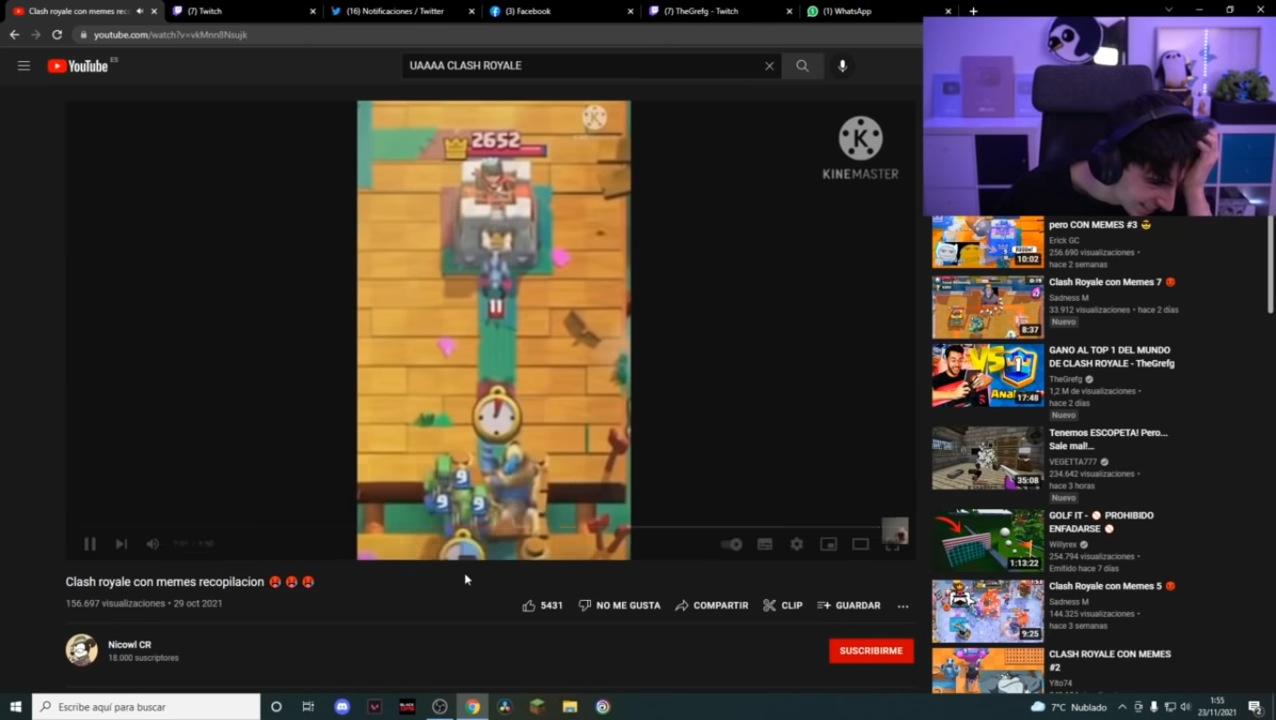 Clash royale con memes rec
(7) Twitch
(16) Notificaciones / Twitter
(3) Facebook
(7) TheGrefg - Twitch
(1) WhatsApp
youtube.com/watch?v=vkMnn8Nsujk
YouTube ES
UAAAA CLASH ROYALE
2652
K
KINEMASTER
11
9
9
9
Clash royale con memes recopilacion
156.697 visualizaciones • 29 oct 2021
5431
NO ME GUSTA
COMPARTIR
CLIP
GUARDAR
Nicowl CR
18.000 suscriptores
SUSCRIBIRME
pero CON MEMES #3
Erick GC
256.690 visualizaciones •
hace 2 semanas
10:02
Clash Royale con Memes 7
Sadness M
33.912 visualizaciones • hace 2 días
Nuevo
8:37
GANO AL TOP 1 DEL MUNDO
DE CLASH ROYALE - TheGrefg
TheGrefg
1,2 M de visualizaciones •
hace 2 días
Nuevo
VS
1
17:48
Tenemos ESCOPETA! Pero...
Sale mal!...
VEGETTA777
234.642 visualizaciones •
hace 3 horas
Nuevo
35:08
GOLF IT - PROHIBIDO
ENFADARSE
Willyrex
254.794 visualizaciones •
Emitido hace 7 días
1:13:22
Clash Royale con Memes 5
Sadness M
144.325 visualizaciones •
hace 3 semanas
9:25
CLASH ROYALE CON MEMES
#2
Yito74
Escribe aquí para buscar
7°C Nublado
1:55
23/11/2021
2